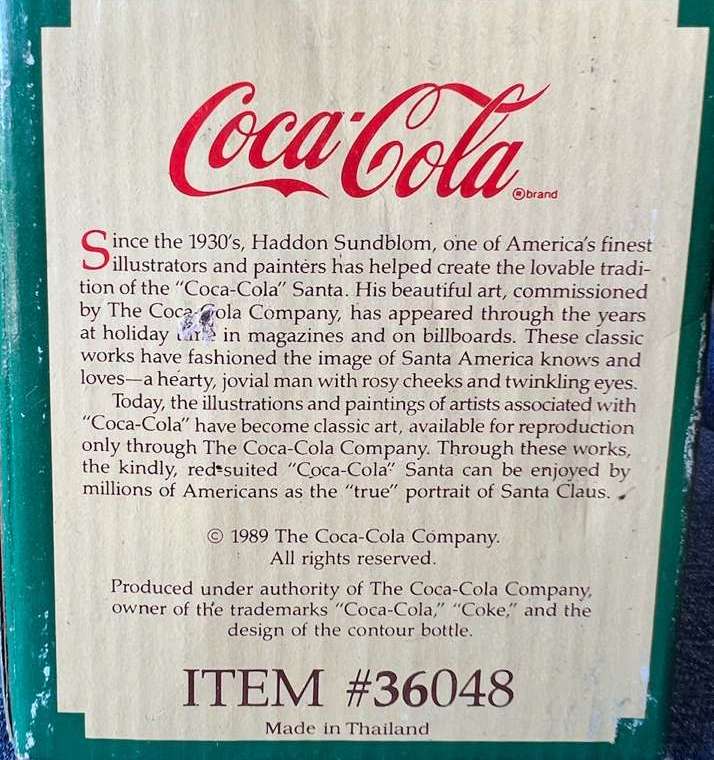 Coca-Cola
® brand
Since the 1930's, Haddon Sundblom, one of America's finest
illustrators and painters has helped create the lovable tradi-
tion of the "Coca-Cola" Santa. His beautiful art, commissioned
by The Coca-Cola Company, has appeared through the years
at holiday in magazines and on billboards. These classic
works have fashioned the image of Santa America knows and
loves—a hearty, jovial man with rosy cheeks and twinkling eyes.
Today, the illustrations and paintings of artists associated with
"Coca-Cola" have become classic art, available for reproduction
only through The Coca-Cola Company. Through these works,
the kindly, red-suited "Coca-Cola" Santa can be enjoyed by
millions of Americans as the "true" portrait of Santa Claus.
© 1989 The Coca-Cola Company.
All rights reserved.
Produced under authority of The Coca-Cola Company,
owner of the trademarks "Coca-Cola," "Coke," and the
design of the contour bottle.
ITEM #36048
Made in Thailand